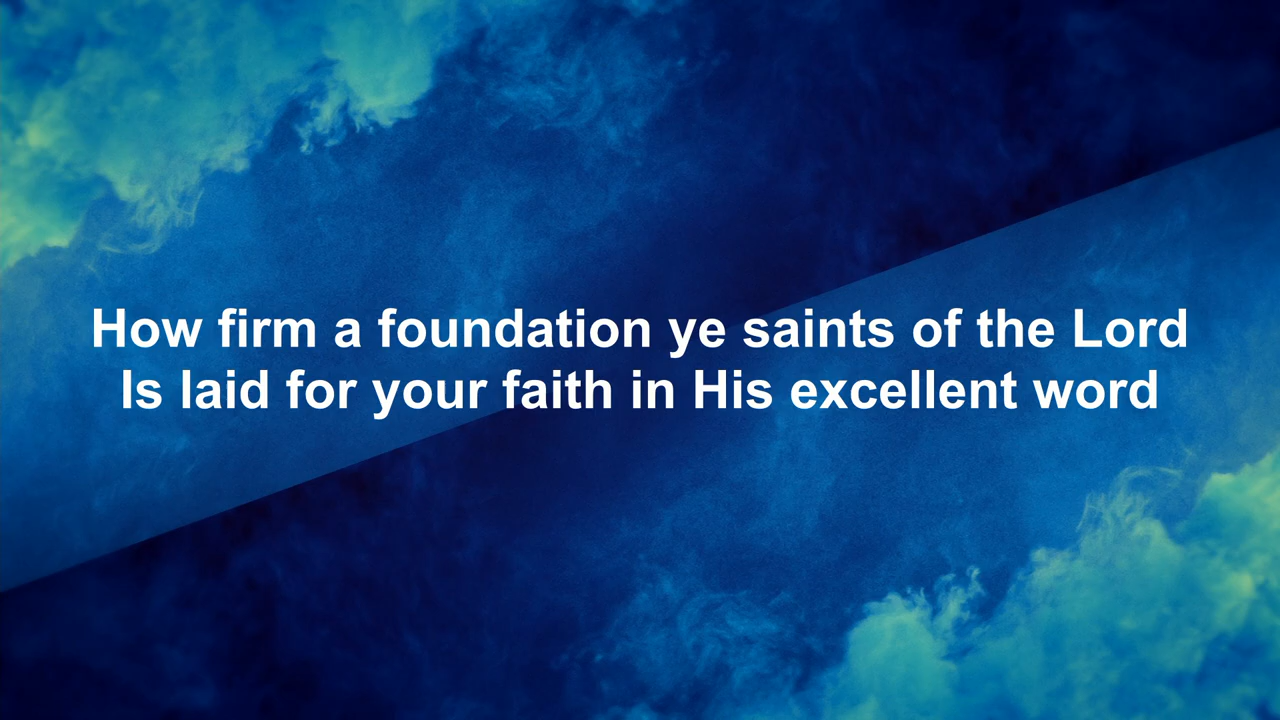 How firm a foundation ye saints of the Lord
Is laid for your faith in His excellent word